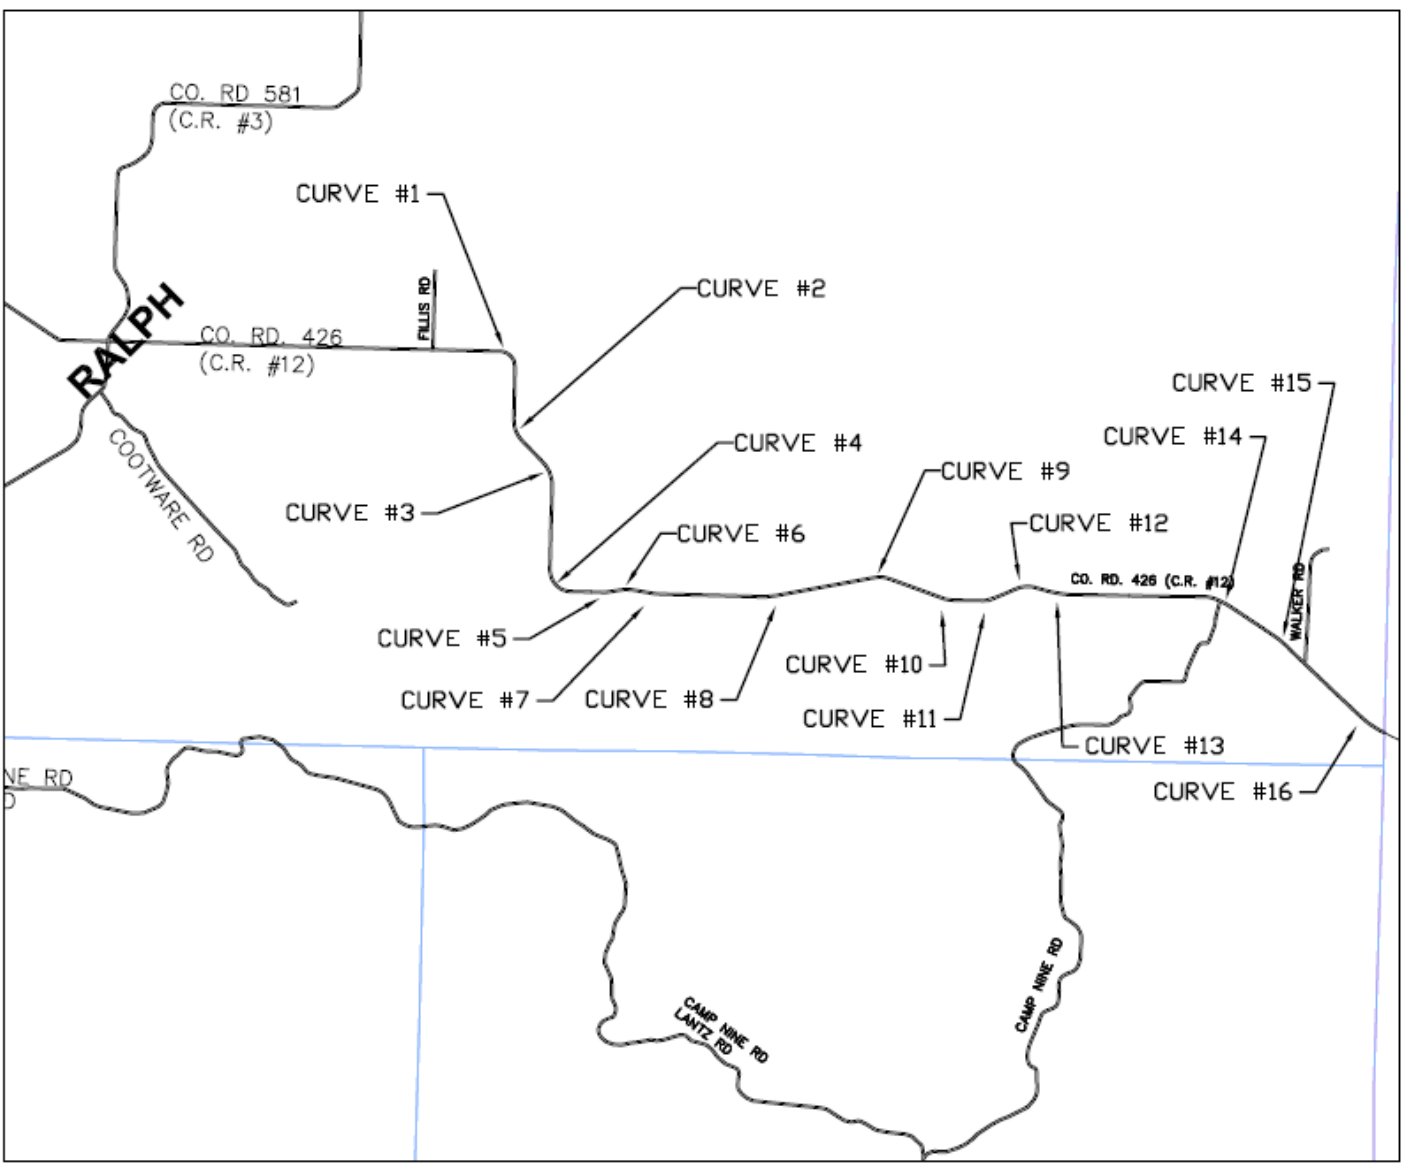 CO. RD 581
(C.R. #3)
CURVE #1
CURVE #2
FILLIS RD
RALPH
CO. RD. 426
(C.R. #12)
CURVE #15
CURVE #14
CURVE #4
COOTWARE RD
CURVE #9
CURVE #3
CURVE #12
CURVE #6
CO. RD. 426 (C.R. #12)
WALKER RD
CURVE #5
CURVE #10
CURVE #7
CURVE #8
CURVE #11
CURVE #13
NE RD
D
CURVE #16
CAMP NINE RD
CAMP NINE RD
LANTZ RD